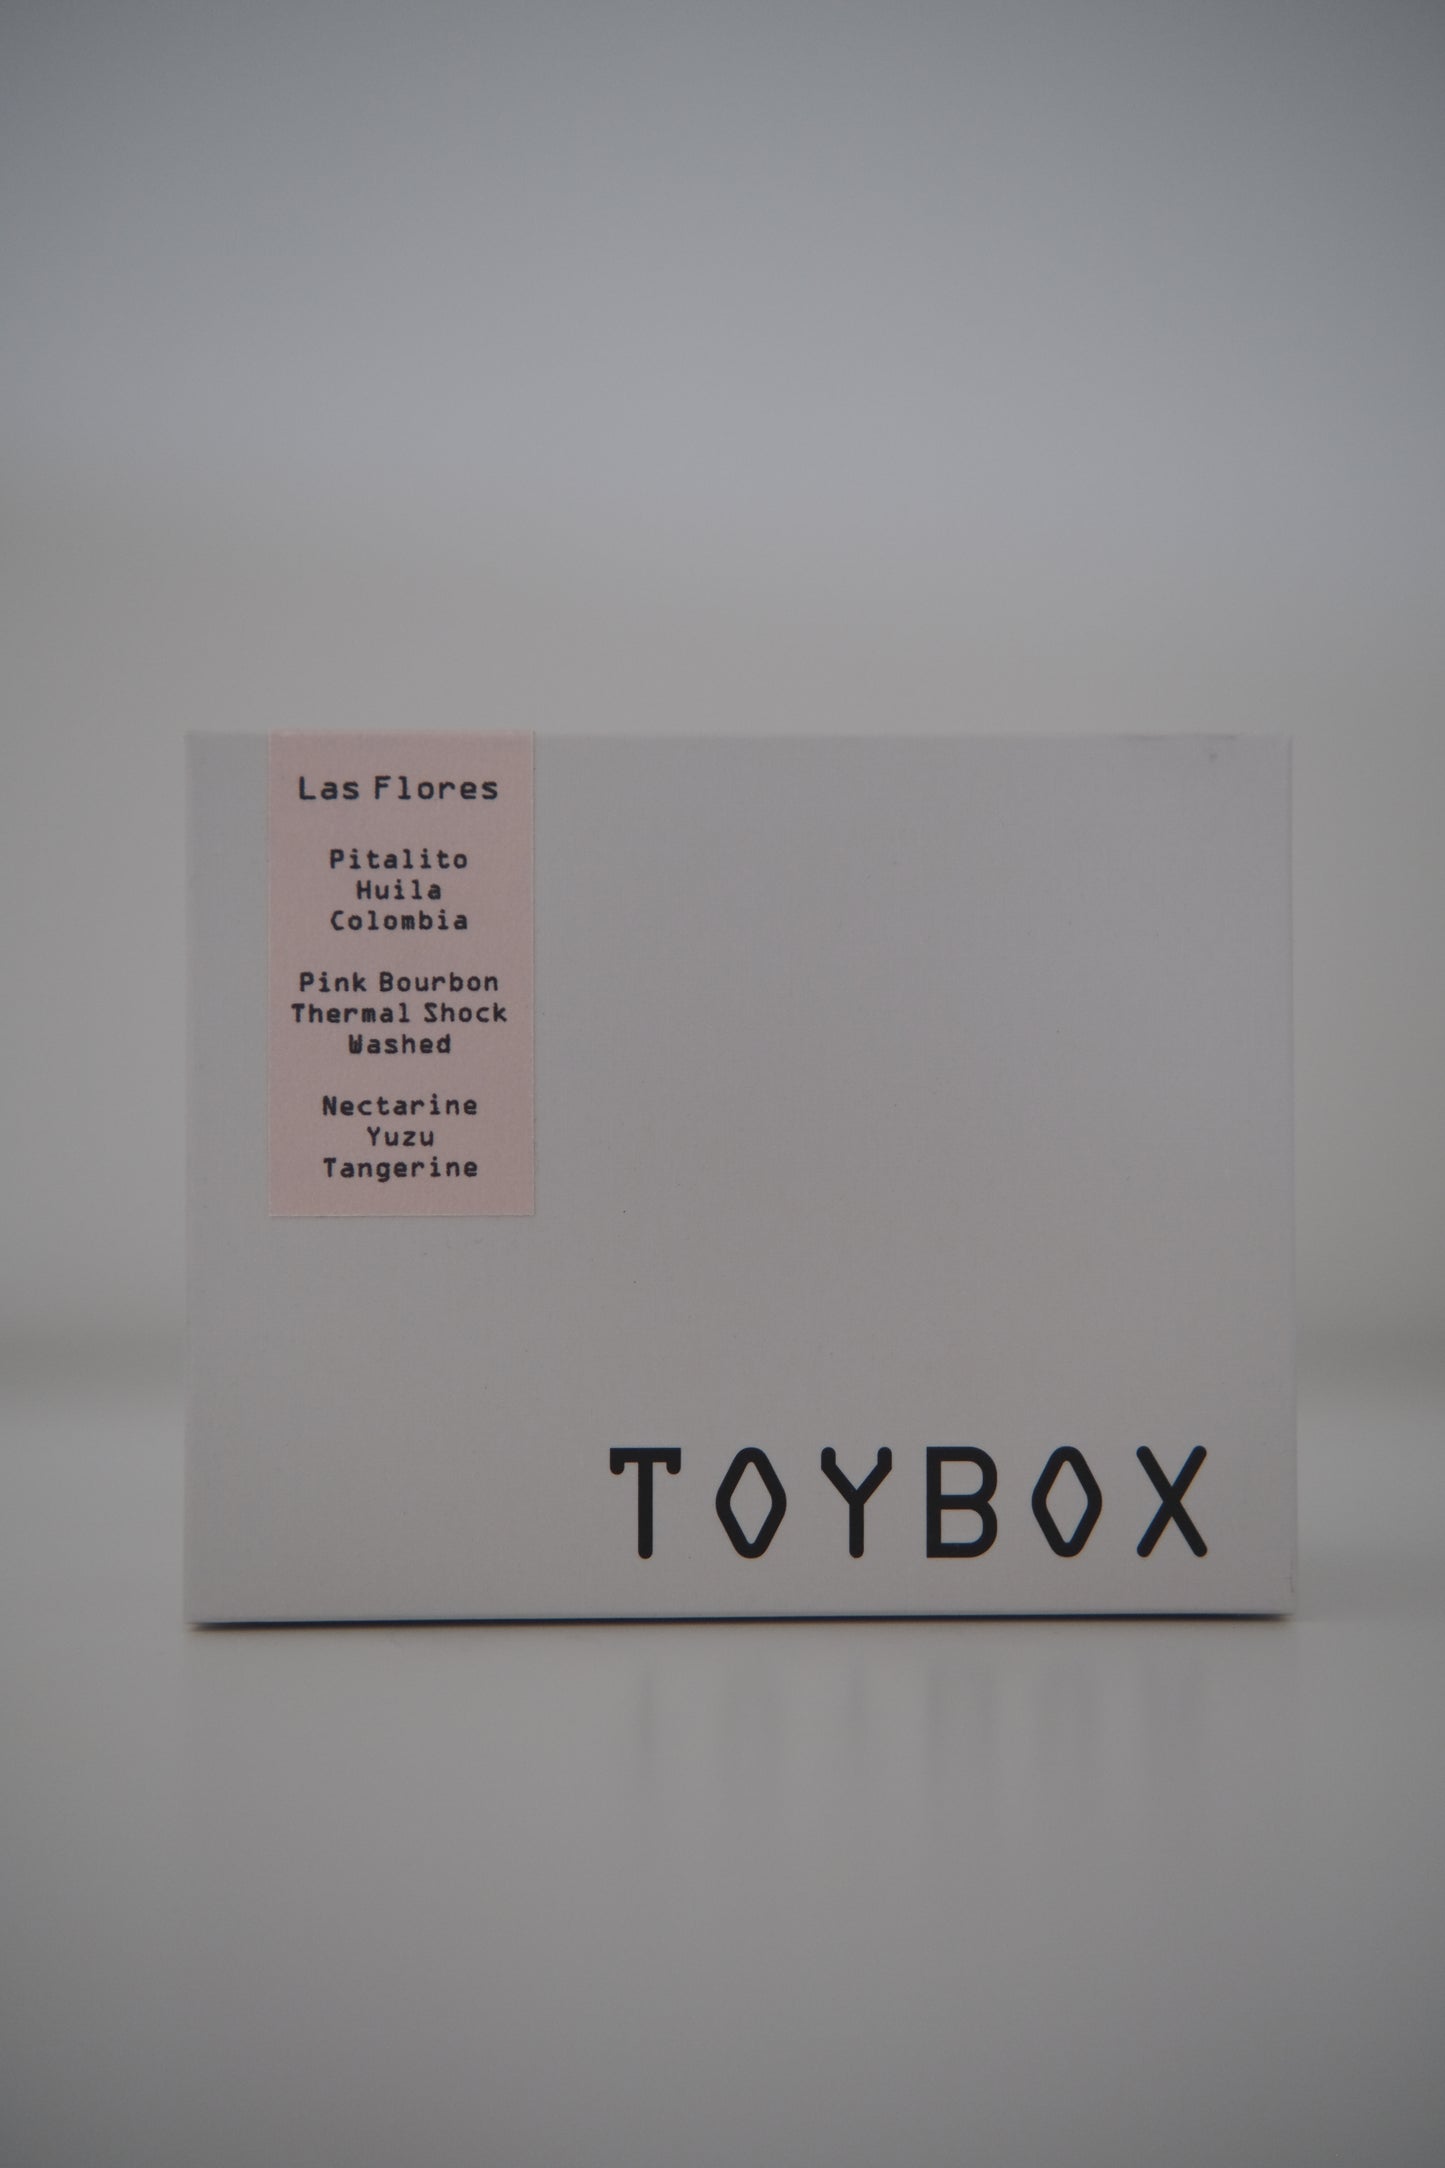 Las Flores
Pitalito
Huila
Colombia
Pink Bourbon
Thermal Shock
Washed
Nectarine
Yuzu
Tangerine
TOYBOX